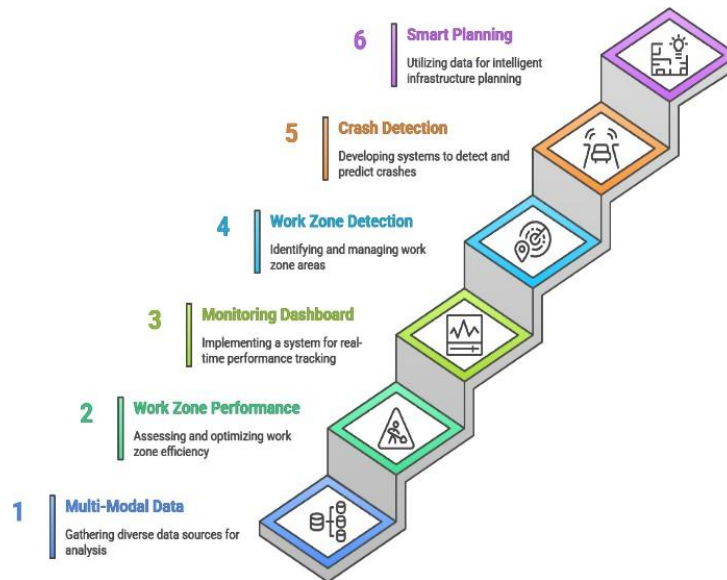 6
Smart Planning
Utilizing data for intelligent
infrastructure planning
5
Crash Detection
Developing systems to detect and
predict crashes
4
Work Zone Detection
Identifying and managing work
zone areas
3
Monitoring Dashboard
Implementing a system for real-
time performance tracking
2
Work Zone Performance
Assessing and optimizing work
zone efficiency
1
Multi-Modal Data
Gathering diverse data sources for
analysis